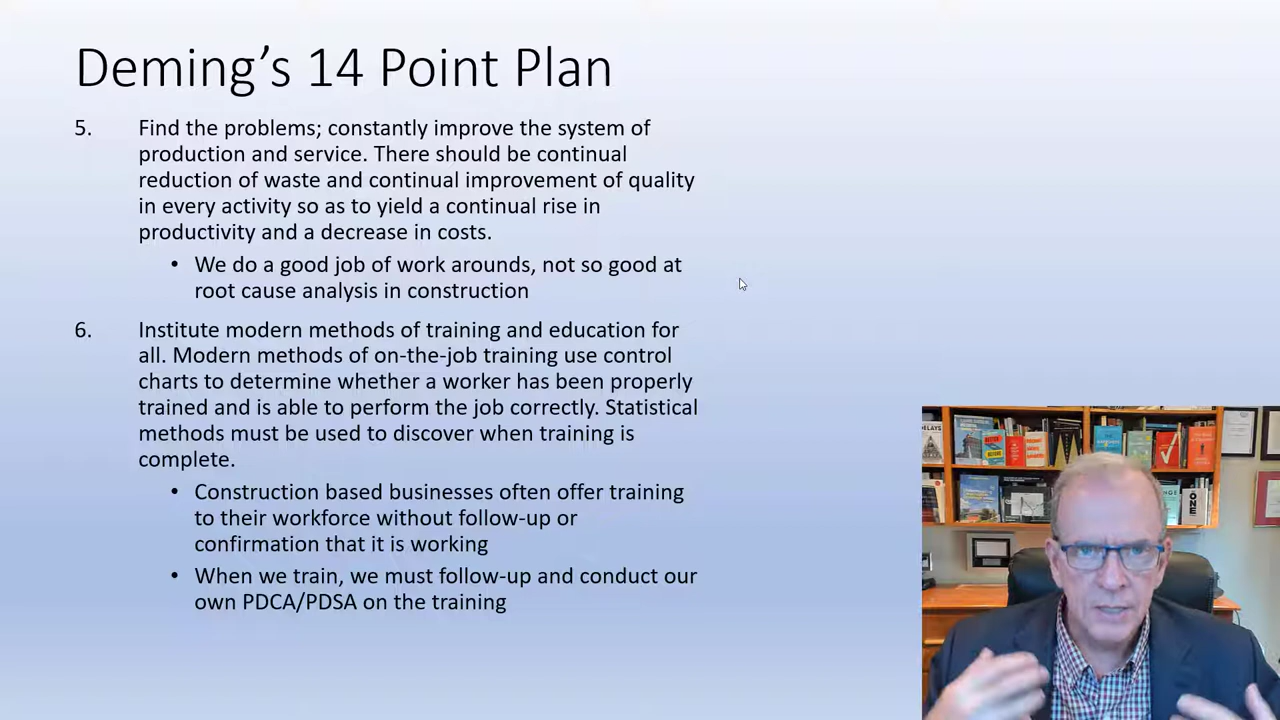 Deming's 14 Point Plan
5. Find the problems; constantly improve the system of
production and service. There should be continual
reduction of waste and continual improvement of quality
in every activity so as to yield a continual rise in
productivity and a decrease in costs.
• We do a good job of work arounds, not so good at
root cause analysis in construction
6. Institute modern methods of training and education for
all. Modern methods of on-the-job training use control
charts to determine whether a worker has been properly
trained and is able to perform the job correctly. Statistical
methods must be used to discover when training is
complete.
• Construction based businesses often offer training
to their workforce without follow-up or
confirmation that it is working
• When we train, we must follow-up and conduct our
own PDCA/PDSA on the training